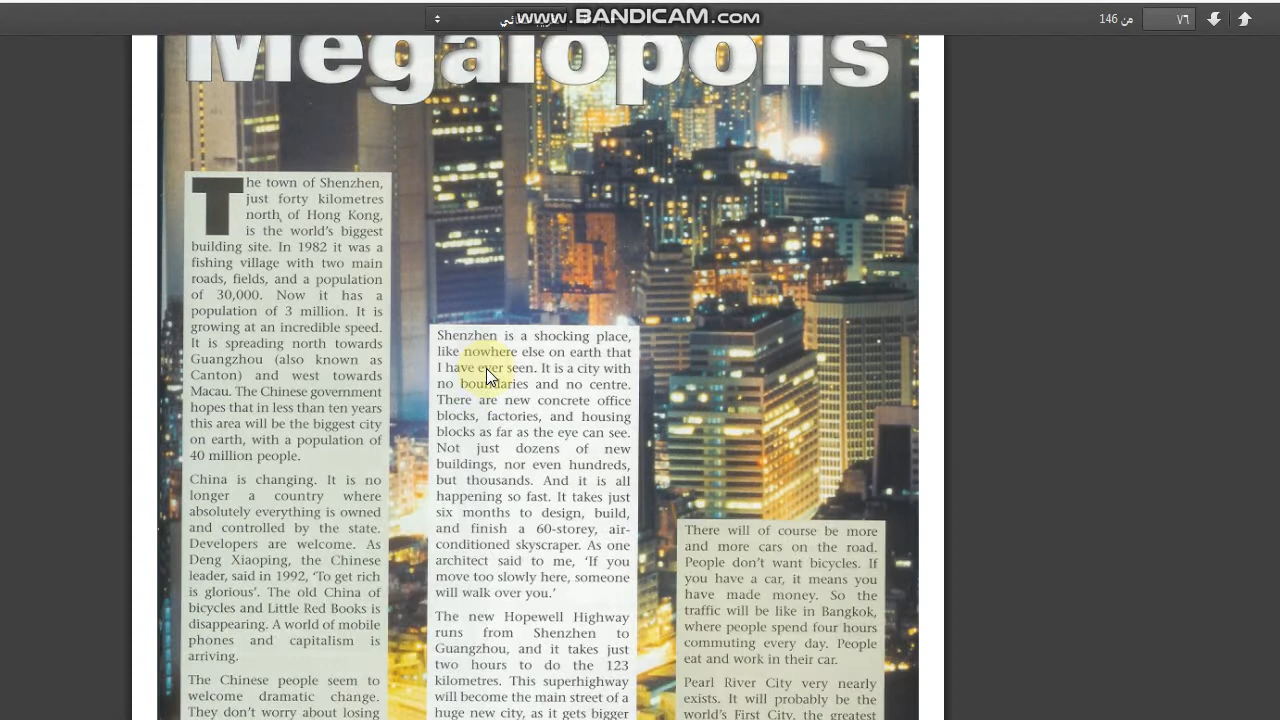 www.BANDICAM.com
من 146
٧٦
Megalopolis
The town of Shenzhen,
just forty kilometres
north of Hong Kong,
is the world's biggest
building site. In 1982 it was a
fishing village with two main
roads, fields, and a population
of 30,000. Now it has a
population of 3 million. It is
growing at an incredible speed.
It is spreading north towards
Guangzhou (also known as
Canton) and west towards
Macau. The Chinese government
hopes that in less than ten years
this area will be the biggest city
on earth, with a population of
40 million people.
China is changing. It is no
longer a country where
absolutely everything is owned
and controlled by the state.
Developers are welcome. As
Deng Xiaoping, the Chinese
leader, said in 1992, 'To get rich
is glorious'. The old China of
bicycles and Little Red Books is
disappearing. A world of mobile
phones and capitalism is
arriving.
The Chinese people seem to
welcome dramatic change.
They don't worry about losing
Shenzhen is a shocking place,
like nowhere else on earth that
I have ever seen. It is a city with
no boundaries and no centre.
There are new concrete office
blocks, factories, and housing
blocks as far as the eye can see.
Not just dozens of new
buildings, nor even hundreds,
but thousands. And it is all
happening so fast. It takes just
six months to design, build,
and finish a 60-storey, air-
conditioned skyscraper. As one
architect said to me, 'If you
move too slowly here, someone
will walk over you.'
The new Hopewell Highway
runs from Shenzhen to
Guangzhou, and it takes just
two hours to do the 123
kilometres. This superhighway
will become the main street of a
huge new city, as it gets bigger
There will of course be more
and more cars on the road.
People don't want bicycles. If
you have a car, it means you
have made money. So the
traffic will be like in Bangkok,
where people spend four hours
commuting every day. People
eat and work in their car.
Pearl River City very nearly
exists. It will probably be the
world's First City, the greatest